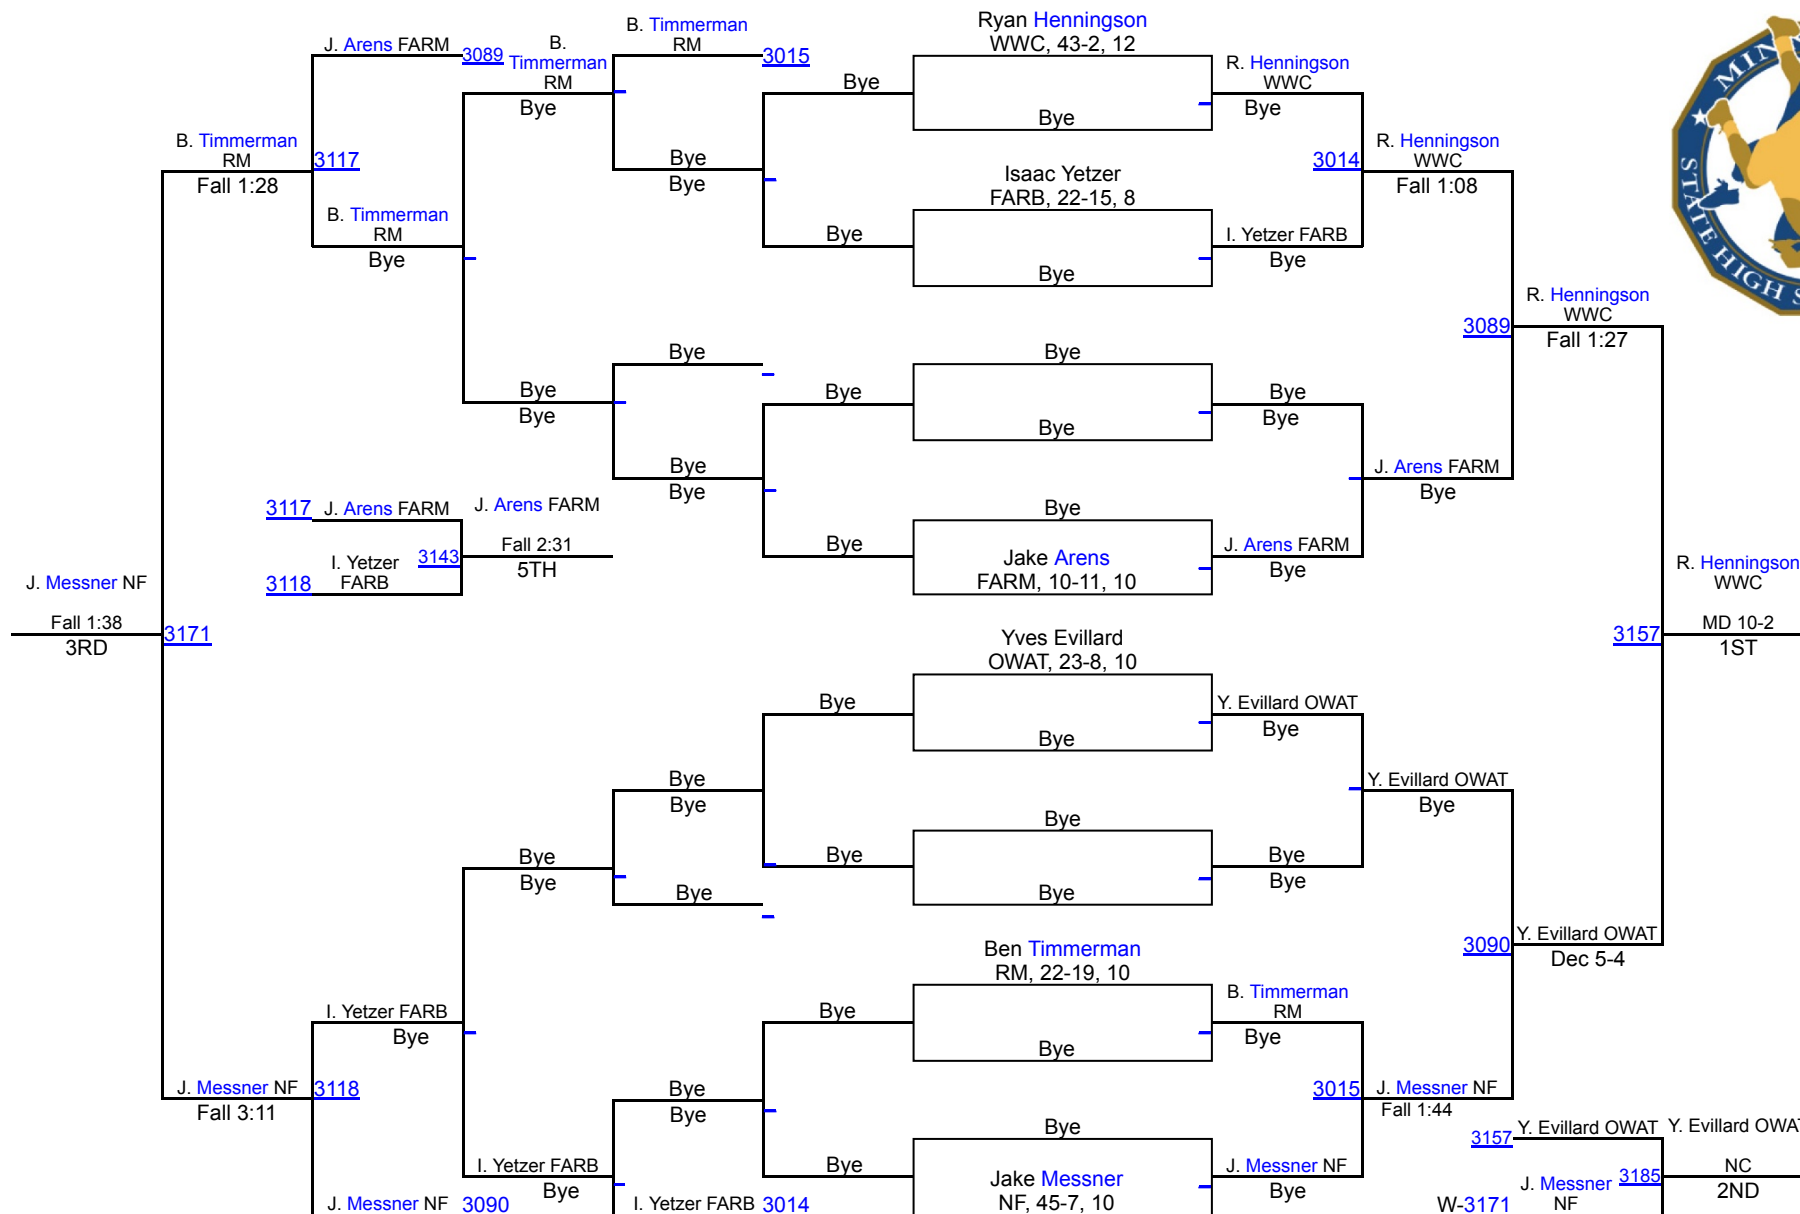 B. Timmerman
RM
Ryan Henningson
WWC, 43-2, 12
J. Arens FARM
3089
B.
Timmerman
RM
Bye
3015
Bye
Bye
R. Henningson
WWC
Bye
B. Timmerman
RM
Fall 1:28
3117
Bye
Bye
Isaac Yetzer
FARB, 22-15, 8
3014
R. Henningson
WWC
Fall 1:08
B. Timmerman
RM
Bye
Bye
Bye
I. Yetzer FARB
Bye
R. Henningson
WWC
3089
Fall 1:27
Bye
Bye
Bye
Bye
Bye
Bye
Bye
Bye
Bye
Bye
Bye
J. Arens FARM
Bye
3117
J. Arens FARM
J. Arens FARM
Bye
I. Yetzer
FARB
3143
3118
Fall 2:31
5TH
Bye
Jake Arens
FARM, 10-11, 10
J. Arens FARM
Bye
J. Messner NF
Fall 1:38
3RD
3171
R. Henningson
WWC
3157
MD 10-2
1ST
Yves Evillard
OWAT, 23-8, 10
Bye
Bye
Y. Evillard OWAT
Bye
Bye
Bye
Y. Evillard OWAT
Bye
Bye
Bye
Bye
Bye
Bye
Bye
Bye
Bye
Bye
3090
Y. Evillard OWAT
Dec 5-4
Ben Timmerman
RM, 22-19, 10
Bye
Bye
B. Timmerman
RM
Bye
I. Yetzer FARB
Bye
J. Messner NF
3118
Fall 3:11
Bye
Bye
3015
J. Messner NF
Fall 1:44
Bye
Jake Messner
NF, 45-7, 10
Bye
J. Messner NF
Bye
3157
Y. Evillard OWAT
Y. Evillard OWA
I. Yetzer FARB
Bye
J. Messner NF
3090
I. Yetzer FARB
3014
W-3171
J. Messner
NF
3185
NC
2ND
MIN
STATE HIGH S